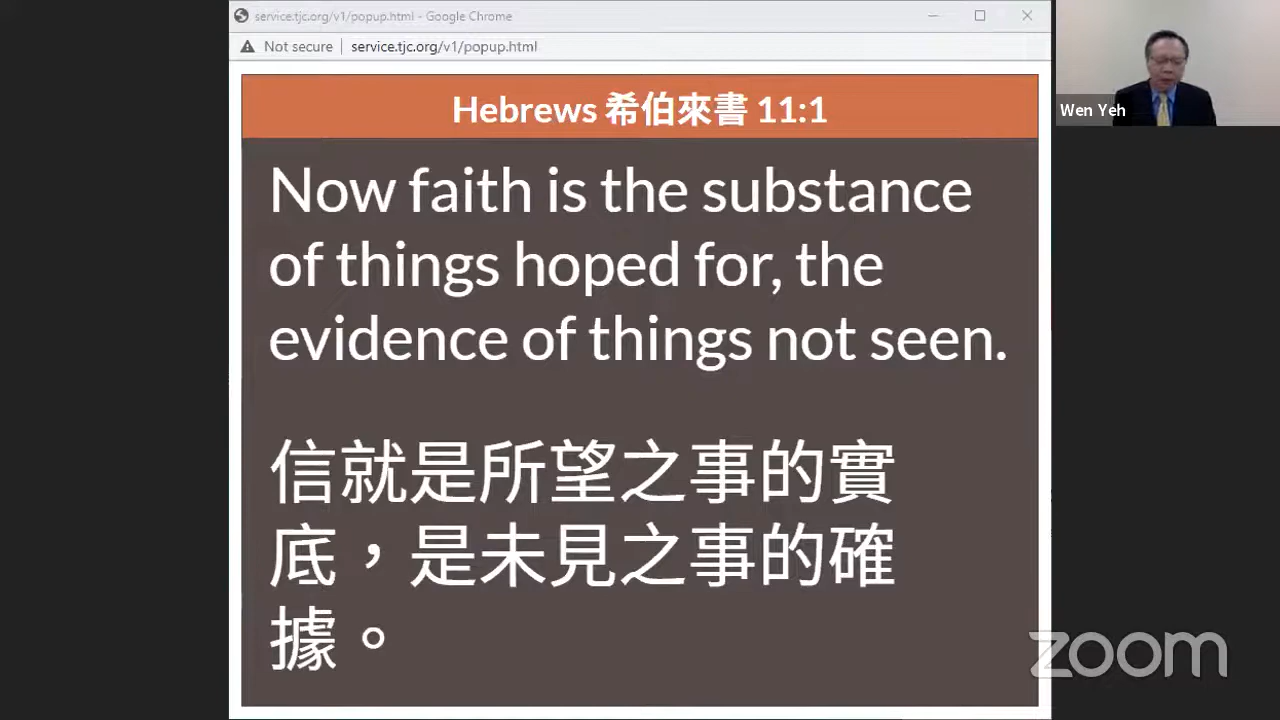 service.tjc.org/v1/popup.html - Google Chrome
Not secure | service.tjc.org/v1/popup.html
Hebrews 希伯來書 11:1
Now faith is the substance
of things hoped for, the
evidence of things not seen.
信就是所望之事的實
底，是未見之事的確
據。
Wen Yeh
zoom